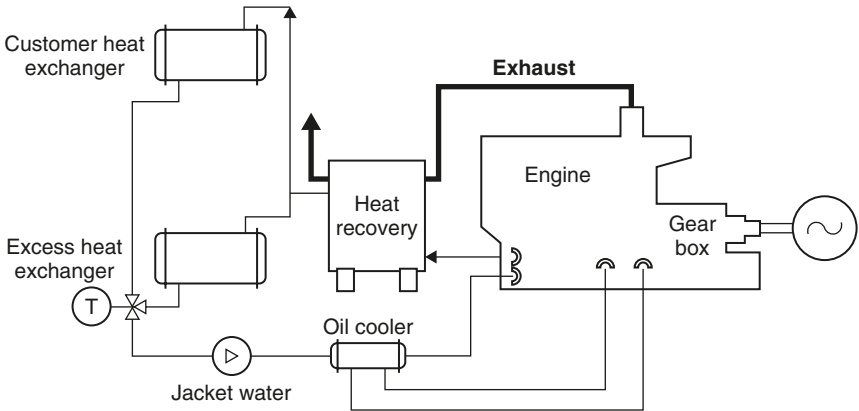 Customer heat
exchanger
Exhaust
Engine
Heat
recovery
Gear
box
Excess heat
exchanger
T
Oil cooler
Jacket water